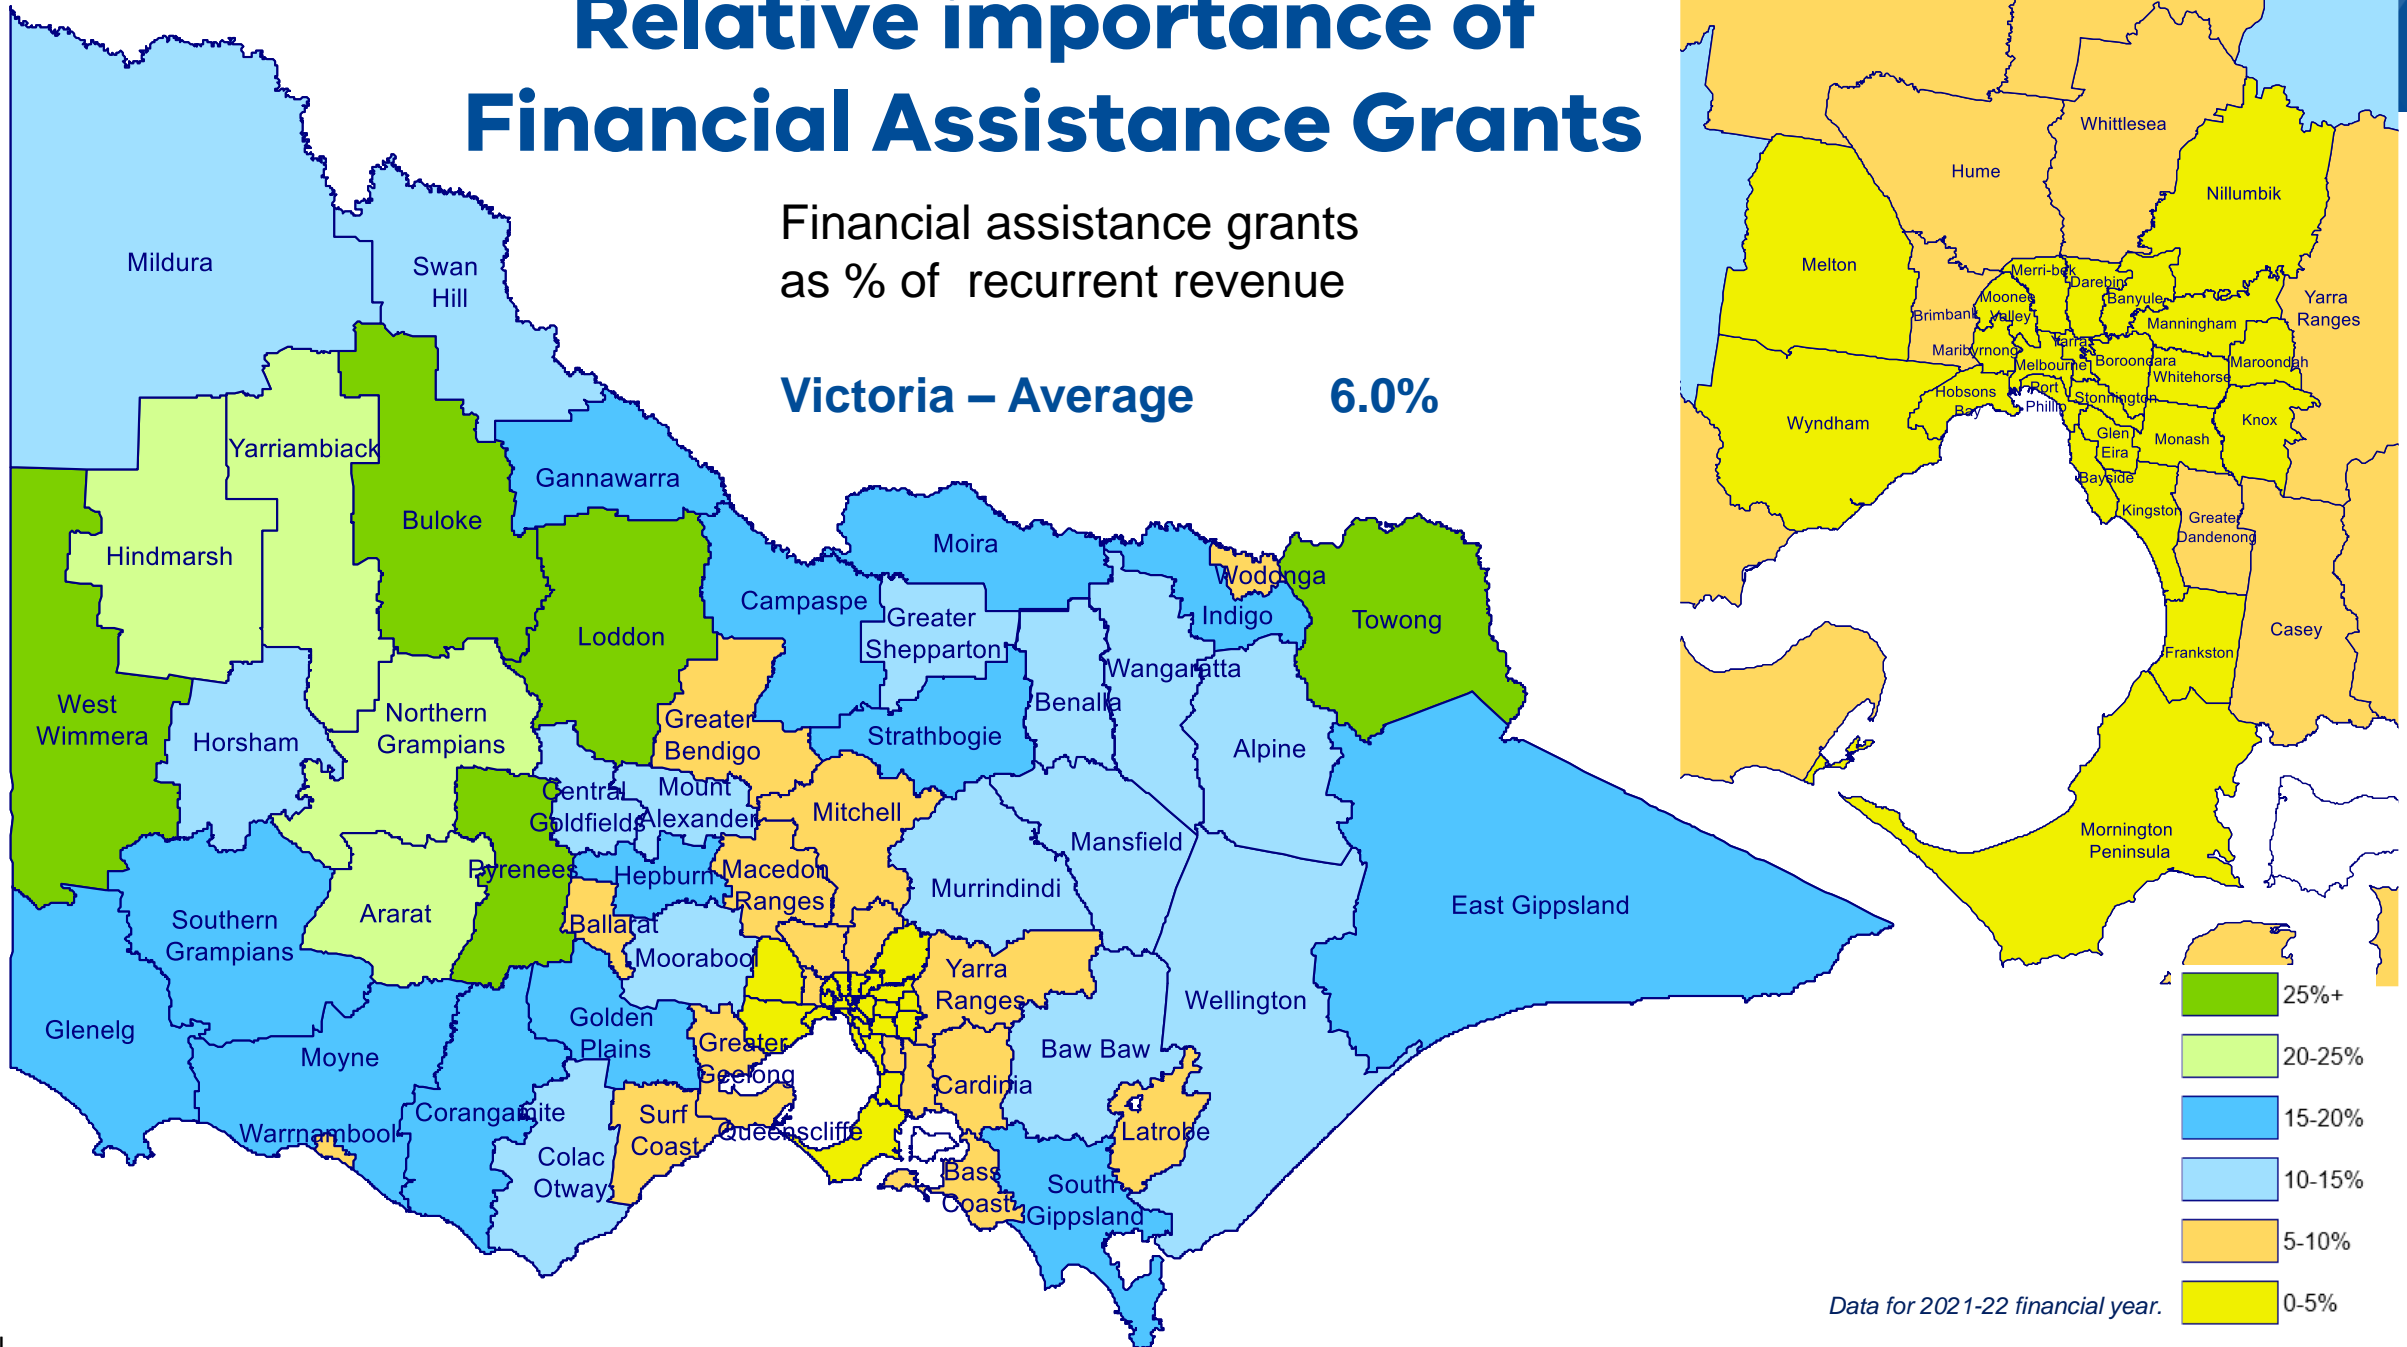 Relative importance of
Financial Assistance Grants
Financial assistance grants
as % of recurrent revenue
Victoria – Average 6.0%
Mildura
Swan
Hill
Yarriambiack
Gannawarra
Buloke
Hindmarsh
Loddon
Campaspe
Moira
Greater
Shepparton
Wodonga
Indigo
Towong
Wangaratta
Benalla
West
Wimmera
Horsham
Northern
Grampians
Greater
Bendigo
Strathbogie
Alpine
Central
Goldfields
Mount
Alexander
Mitchell
Mansfield
Pyrenees
Hepburn
Macedon
Ranges
Murrindindi
Ararat
Southern
Grampians
Ballarat
Moorabool
East Gippsland
Yarra
Ranges
Wellington
Glenelg
Moyne
Golden
Plains
Greater
Geelong
Baw Baw
Cardinia
Corangamite
Surf
Coast
Warrnambool
Queenscliffe
Latrobe
Colac
Otway
Bass
Coast
South
Gippsland
Whittlesea
Hume
Nillumbik
Melton
Merri-bek
Darebin
Banyule
Moonee
Valley
Brimbank
Manningham
Yarra
Ranges
Maribyrnong
Yarra
Melbourne
Boroondara
Maroondah
Whitehorse
Hobsons
Bay
Port
Phillip
Stonnington
Wyndham
Glen
Eira
Monash
Knox
Bayside
Kingston
Greater
Dandenong
Casey
Frankston
Mornington
Peninsula
25%+
20-25%
15-20%
10-15%
5-10%
0-5%
Data for 2021-22 financial year.